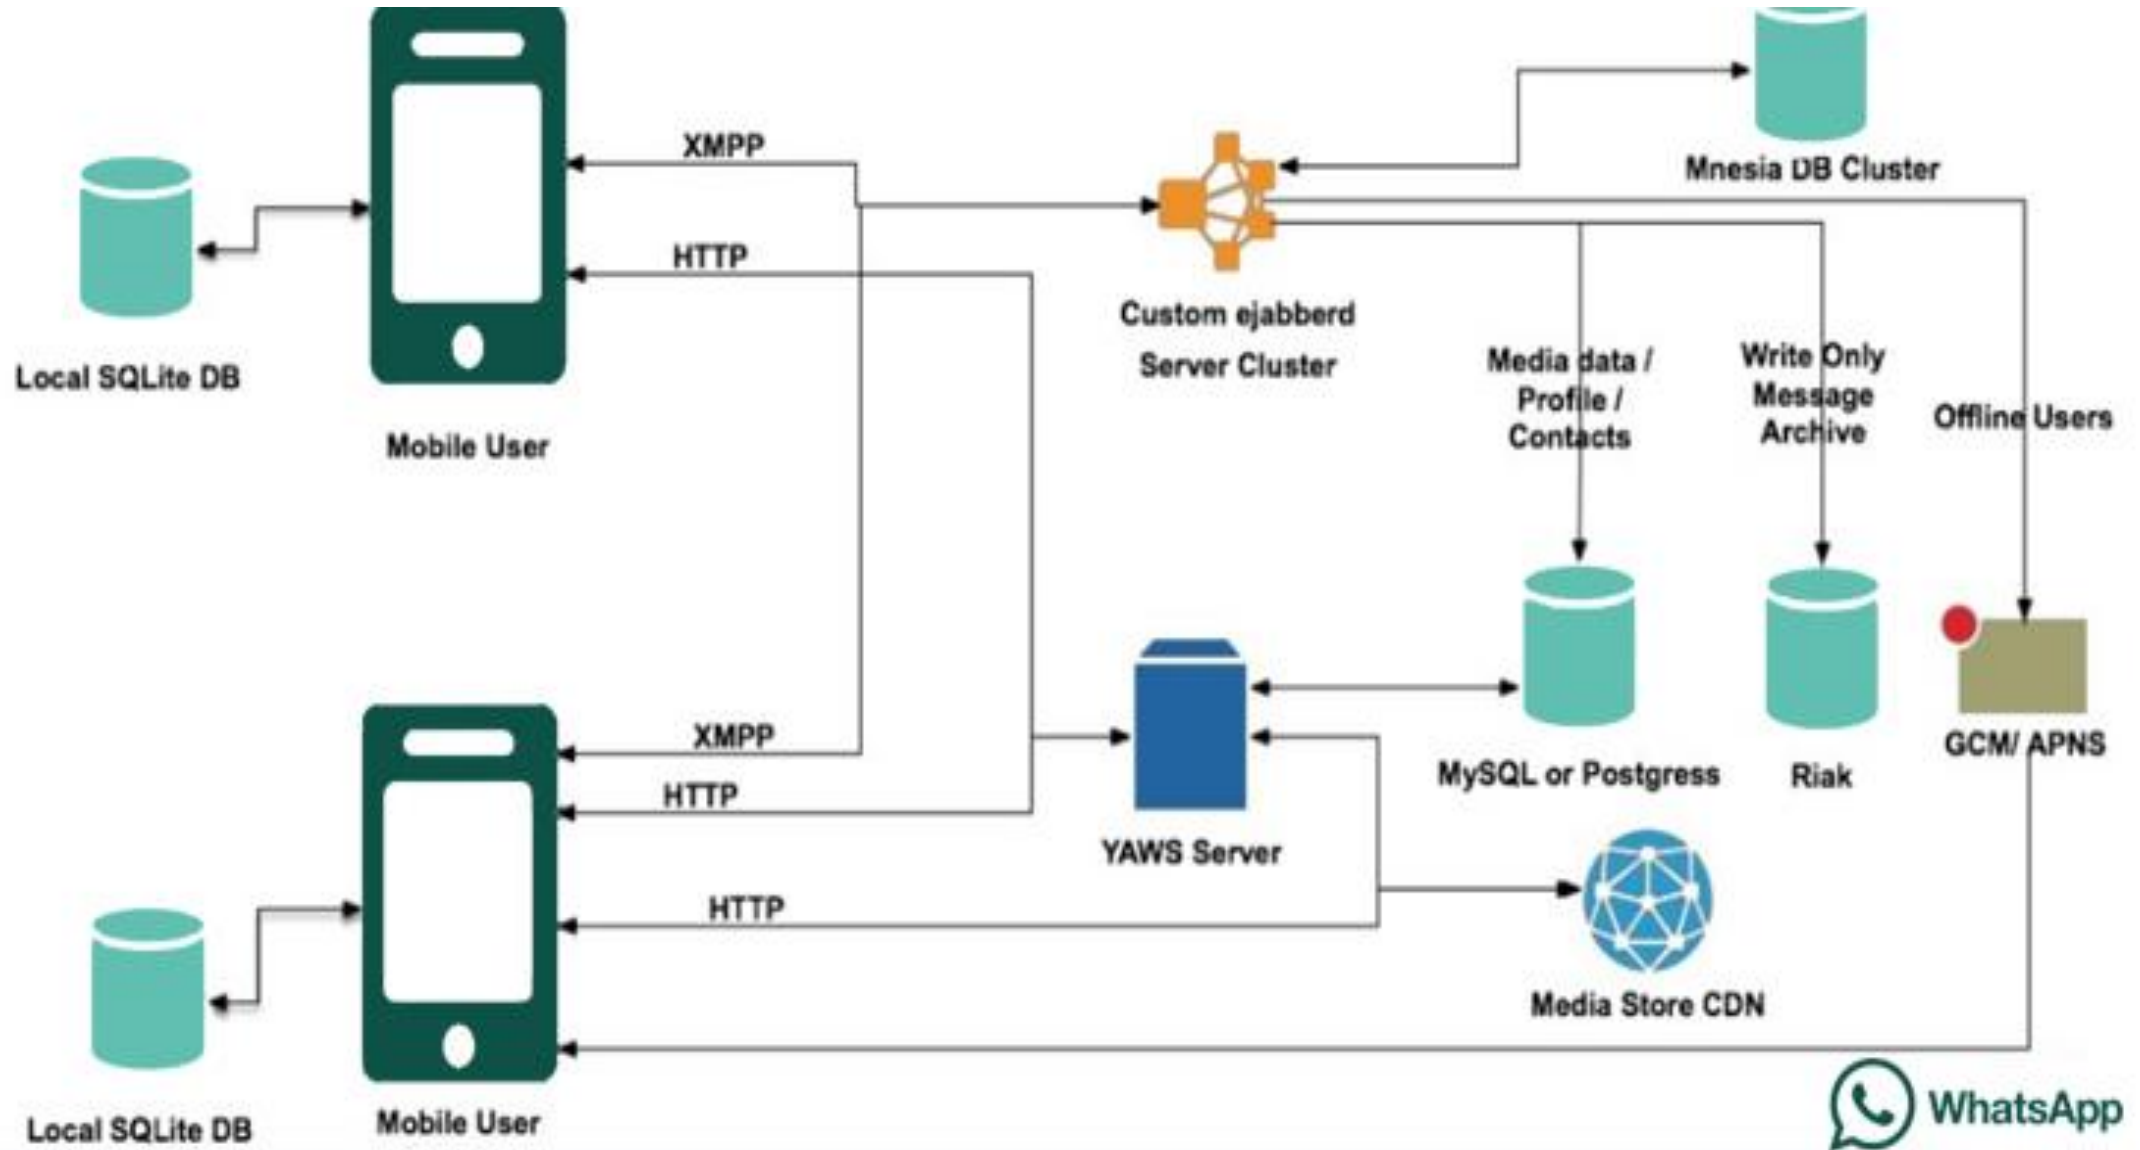 Mnesia DB Cluster
XMPP
HTTP
Custom ejabberd
Server Cluster
Local SQLite DB
Mobile User
Media data /
Profile /
Contacts
Write Only
Message
Archive
Offline Users
XMPP
HTTP
HTTP
YAWS Server
MySQL or Postgress
Riak
GCM/ APNS
Media Store CDN
Local SQLite DB
Mobile User
WhatsApp